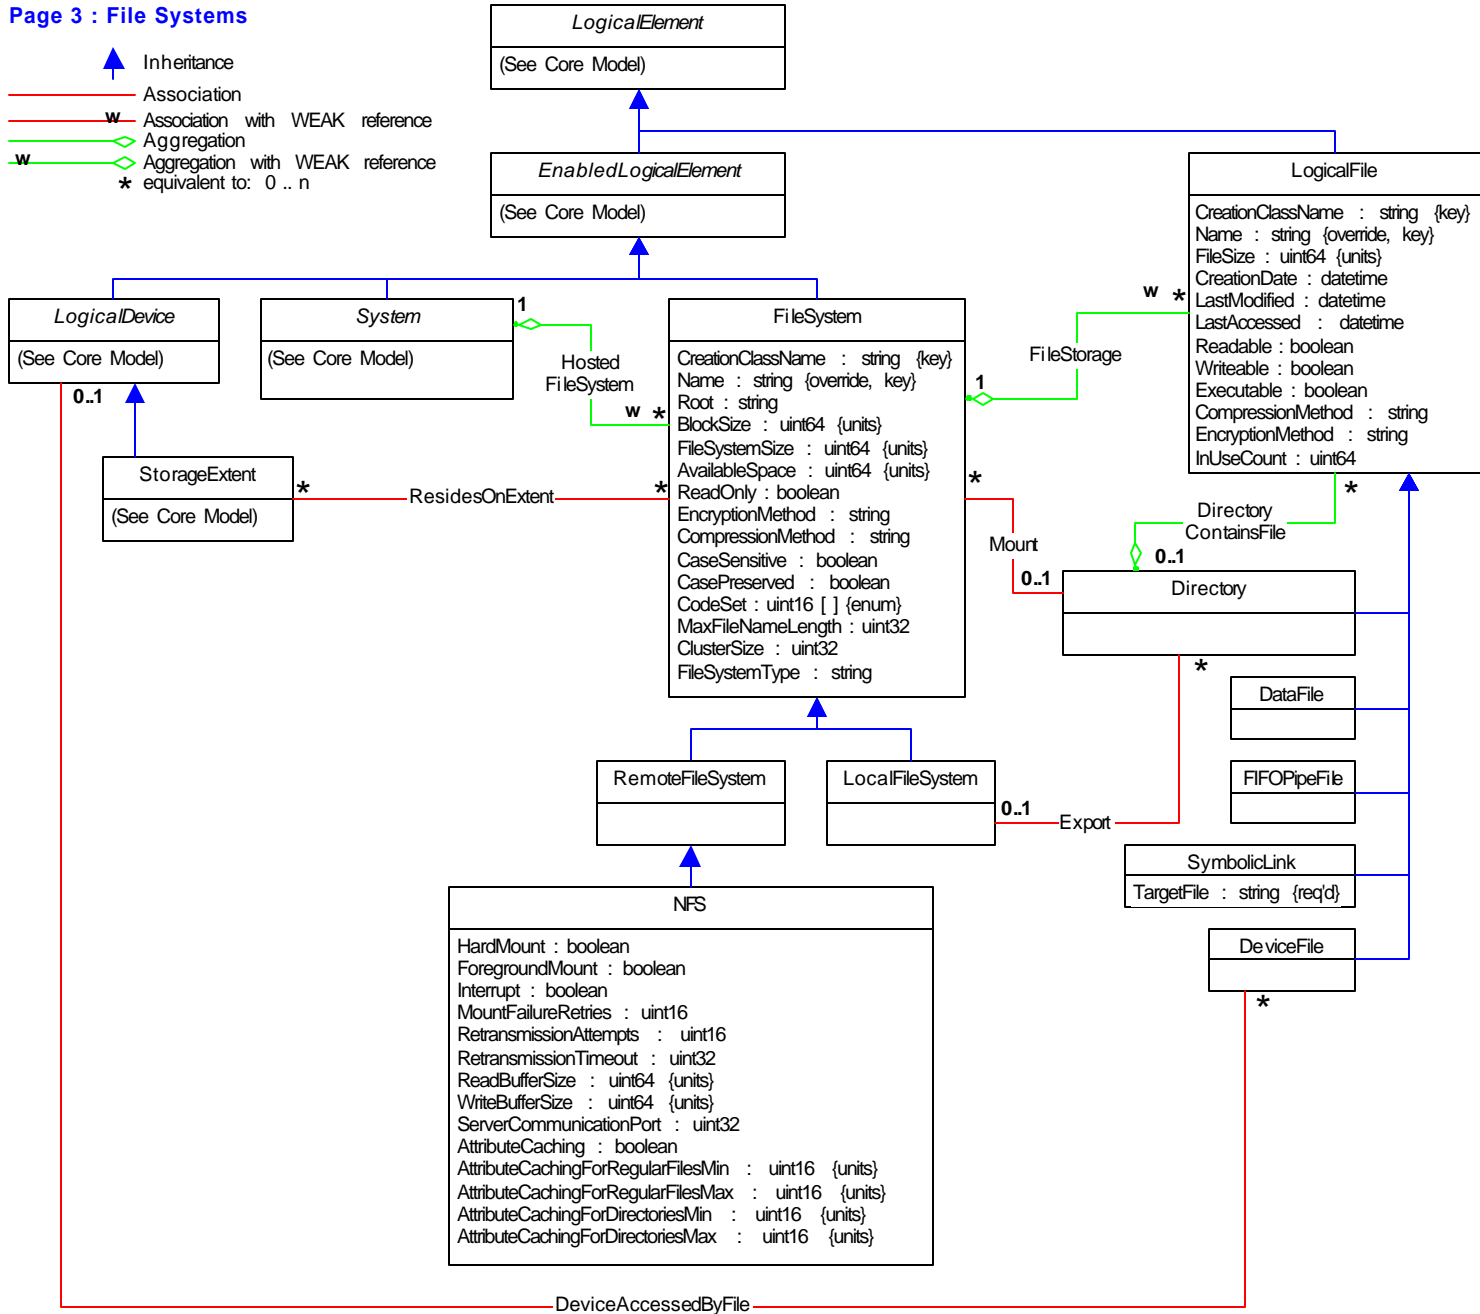 Page 3 : File Systems
Inheritance
Association
w Association with WEAK reference
Aggregation
w Aggregation with WEAK reference
* equivalent to: 0 .. n
LogicalElement
(See Core Model)
EnabledLogicalElement
(See Core Model)
LogicalFile
CreationClassName : string {key}
Name : string {override, key}
FileSize : uint64 {units}
CreationDate : datetime
LastModified : datetime
LastAccessed : datetime
Readable : boolean
Writeable : boolean
Executable : boolean
CompressionMethod : string
EncryptionMethod : string
InUseCount : uint64
LogicalDevice
(See Core Model)
0..1
System
(See Core Model)
1
Hosted
FileSystem
w *
FileSystem
CreationClassName : string {key}
Name : string {override, key}
Root : string
BlockSize : uint64 {units}
FileSystemSize : uint64 {units}
AvailableSpace : uint64 {units}
ReadOnly : boolean
EncryptionMethod : string
CompressionMethod : string
CaseSensitive : boolean
CasePreserved : boolean
CodeSet : uint16 [ ] {enum}
MaxFileNameLength : uint32
ClusterSize : uint32
FileSystemType : string
w *
FileStorage
1
StorageExtent
(See Core Model)
*
ResidesOnExtent
*
*
Mount
0..1
*
Directory
ContainsFile
0..1
Directory
*
DataFile
FIFOPipeFile
SymbolicLink
TargetFile : string {req'd}
DeviceFile
*
RemoteFileSystem
LocalFileSystem
0..1
Export
NFS
HardMount : boolean
ForegroundMount : boolean
Interrupt : boolean
MountFailureRetries : uint16
RetransmissionAttempts : uint16
RetransmissionTimeout : uint32
ReadBufferSize : uint64 {units}
WriteBufferSize : uint64 {units}
ServerCommunicationPort : uint32
AttributeCaching : boolean
AttributeCachingForRegularFilesMin : uint16 {units}
AttributeCachingForRegularFilesMax : uint16 {units}
AttributeCachingForDirectoriesMin : uint16 {units}
AttributeCachingForDirectoriesMax : uint16 {units}
DeviceAccessedByFile